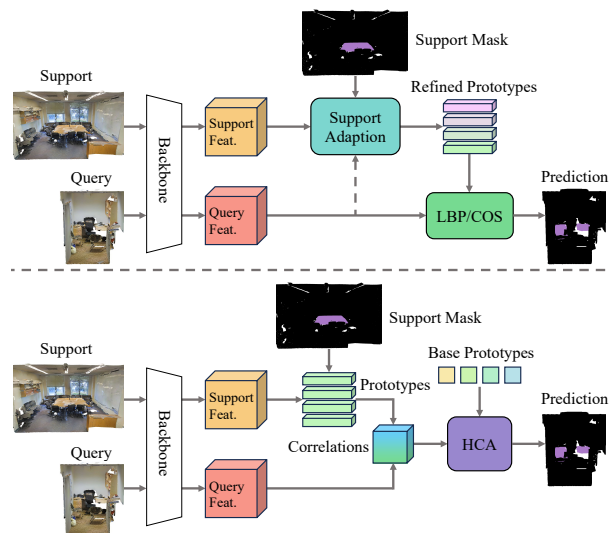 Support Mask
Support
Refined Prototypes
Backbone
Support
Feat.
Support
Adaption
Query
Prediction
Query
Feat.
LBP/COS
Support Mask
Support
Base Prototypes
Backbone
Support
Feat.
Prototypes
Prediction
Correlations
HCA
Query
Query
Feat.